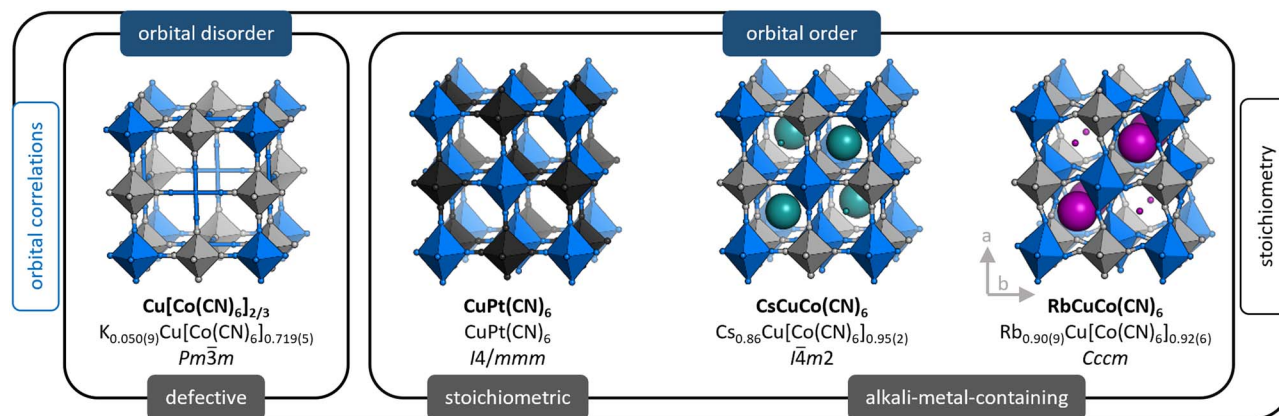 orbital disorder
orbital order
orbital correlations
stoichiometry
a
b
Cu[Co(CN)₆]₂/₃
K₀.₀₅₀₍₉₎Cu[Co(CN)₆]₀.₇₁₉₍₅₎
Pm3̅m
CuPt(CN)₆
CuPt(CN)₆
I4/mmm
CsCuCo(CN)₆
Cs₀.₈₆Cu[Co(CN)₆]₀.₉₅₍₂₎
I4̅m2
RbCuCo(CN)₆
Rb₀.₉₀₍₉₎Cu[Co(CN)₆]₀.₉₂₍₆₎
Cccm
defective
stoichiometric
alkali-metal-containing